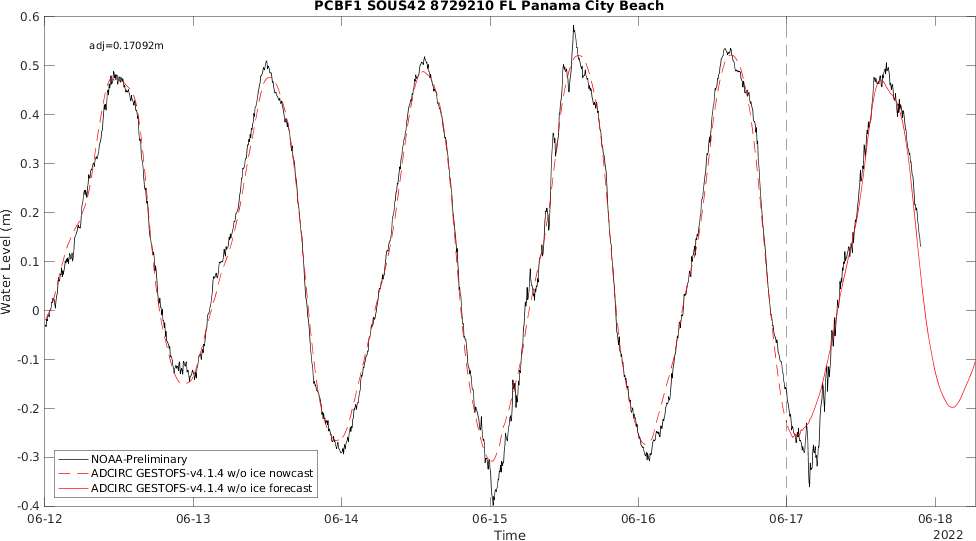 PCBF1 SOUS42 8729210 FL Panama City Beach
adj=0.17092m
0.6
0.5
0.4
0.3
0.2
0.1
0
-0.1
-0.2
-0.3
-0.4
Water Level (m)
NOAA-Preliminary
ADCIRC GESTOFS-v4.1.4 w/o ice nowcast
ADCIRC GESTOFS-v4.1.4 w/o ice forecast
06-12 06-13 06-14 06-15 06-16 06-17 06-18
Time
2022